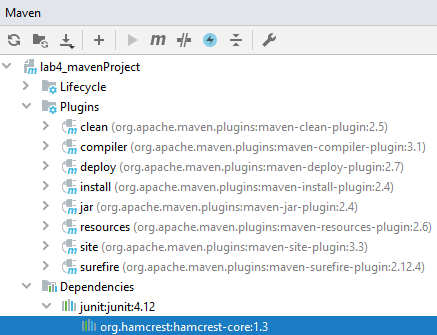 Maven
lab4_mavenProject
Lifecycle
Plugins
clean (org.apache.maven.plugins:maven-clean-plugin:2.5)
compiler (org.apache.maven.plugins:maven-compiler-plugin:3.1)
deploy (org.apache.maven.plugins:maven-deploy-plugin:2.7)
install (org.apache.maven.plugins:maven-install-plugin:2.4)
jar (org.apache.maven.plugins:maven-jar-plugin:2.4)
resources (org.apache.maven.plugins:maven-resources-plugin:2.6)
site (org.apache.maven.plugins:maven-site-plugin:3.3)
surefire (org.apache.maven.plugins:maven-surefire-plugin:2.12.4)
Dependencies
junit:junit:4.12
org.hamcrest:hamcrest-core:1.3